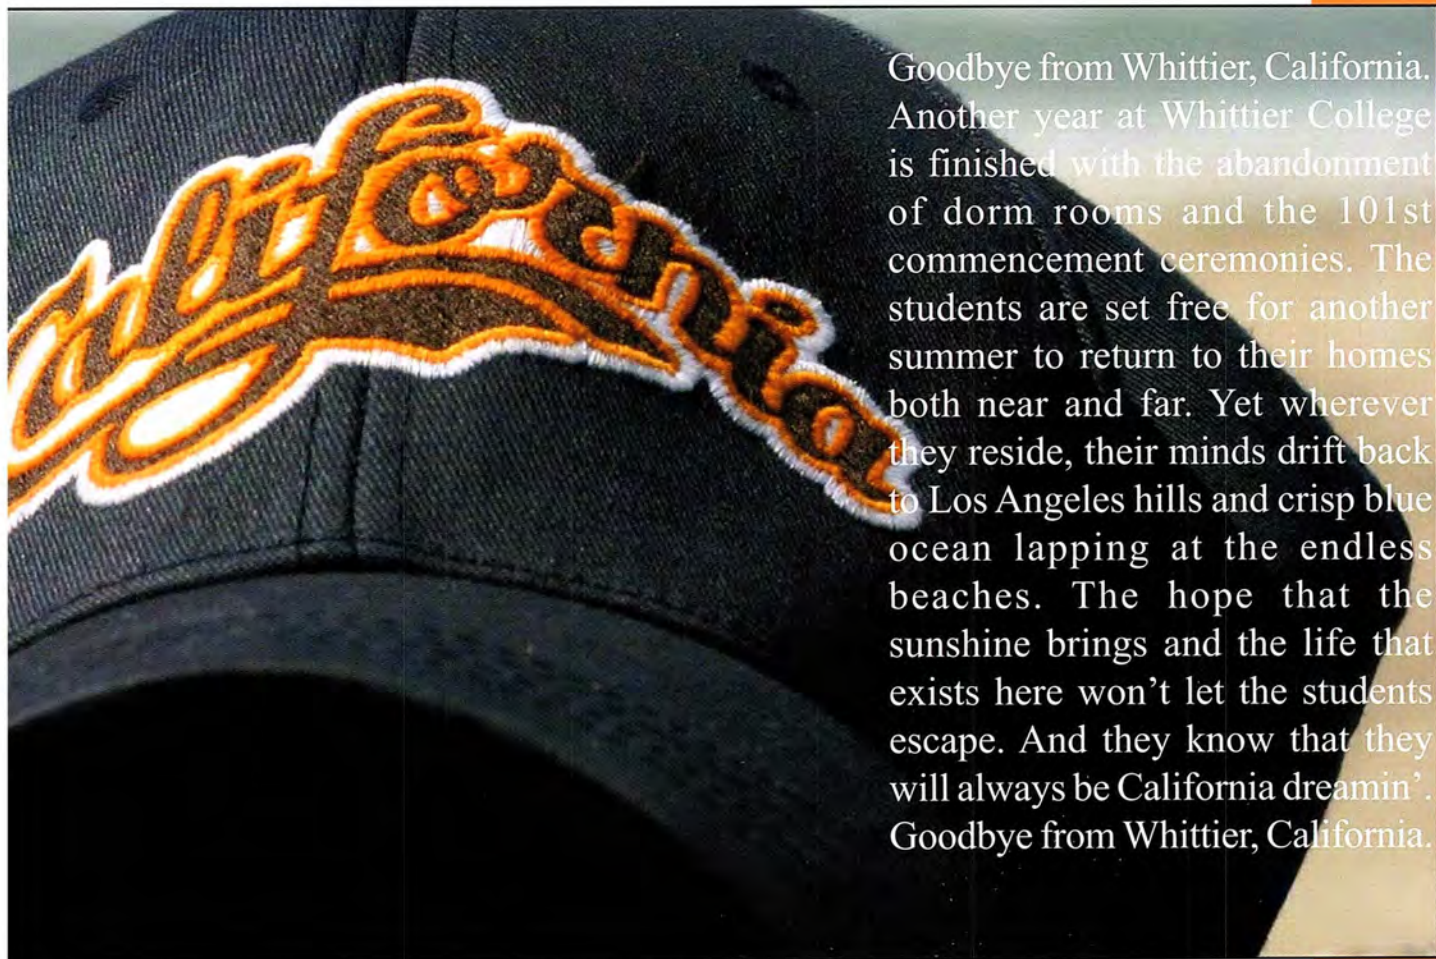 California
Goodbye from Whittier, California.
Another year at Whittier College
is finished with the abandonment
of dorm rooms and the 101st
commencement ceremonies. The
students are set free for another
summer to return to their homes
both near and far. Yet wherever
they reside, their minds drift back
to Los Angeles hills and crisp blue
ocean lapping at the endless
beaches. The hope that the
sunshine brings and the life that
exists here won’t let the students
escape. And they know that they
will always be California dreamin’.
Goodbye from Whittier, California.